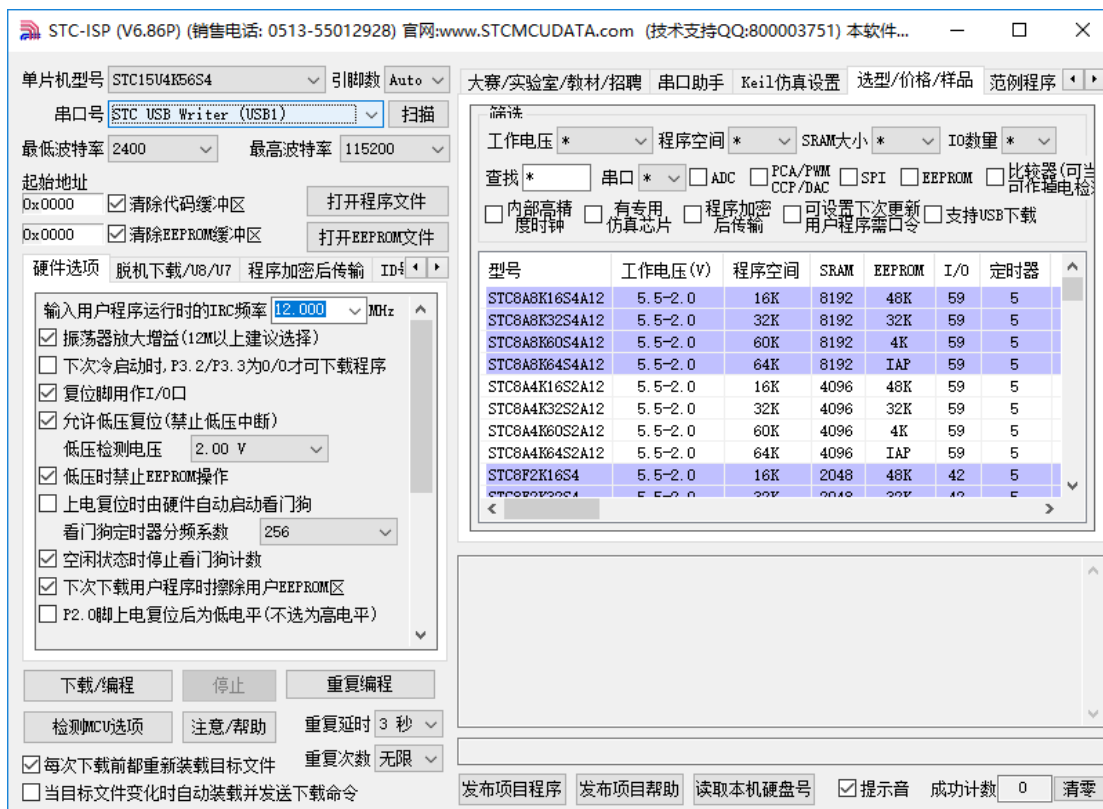 STC-ISP (V6.86P) (销售电话: 0513-55012928) 官网:www.STCMCUDATA.com (技术支持QQ:800003751) 本软件...
单片机型号 STC15U4K56S4 引脚数 Auto
串口号 STC USB Writer (USB1) 扫描
最低波特率 2400 最高波特率 115200
起始地址
0x0000 清除代码缓冲区 打开程序文件
0x0000 清除EEPROM缓冲区 打开EEPROM文件
硬件选项 脱机下载/U8/U7 程序加密后传输
输入用户程序运行时的IRC频率 12.000 MHz
振荡器放大增益(12M以上建议选择)
下次冷启动时,P3.2/P3.3为0/0才可下载程序
复位脚用作I/O口
允许低压复位(禁止低压中断)
低压检测电压 2.00 V
低压时禁止EEPROM操作
上电复位时由硬件自动启动看门狗
看门狗定时器分频系数 256
空闲状态时停止看门狗计数
下次下载用户程序时擦除用户EEPROM区
P2.0脚上电复位后为低电平(不选为高电平)
下载/编程 停止 重复编程
检测MCU选项 注意/帮助 重复延时 3 秒
重复次数 无限
每次下载前都重新装载目标文件
当目标文件变化时自动装载并发送下载命令
大赛/实验室/教材/招聘 串口助手 Keil仿真设置 选型/价格/样品 范例程序
筛选
工作电压 * 程序空间 * SRAM大小 * IO数量 *
查找 * 串口 * ADC PCA/PWM CCP/DAC SPI EEPROM 比较器(可当
内部高精度时钟 有专用仿真芯片 程序加密后传输 可设置下次更新用户程序需口令 支持USB下载
型号 工作电压(V) 程序空间 SRAM EEPROM I/O 定时器
STC8A8K16S4A12 5.5-2.0 16K 8192 48K 59 5
STC8A8K32S4A12 5.5-2.0 32K 8192 32K 59 5
STC8A8K60S4A12 5.5-2.0 60K 8192 4K 59 5
STC8A8K64S4A12 5.5-2.0 64K 8192 IAP 59 5
STC8A4K16S2A12 5.5-2.0 16K 4096 48K 59 5
STC8A4K32S2A12 5.5-2.0 32K 4096 32K 59 5
STC8A4K60S2A12 5.5-2.0 60K 4096 4K 59 5
STC8A4K64S2A12 5.5-2.0 64K 4096 IAP 59 5
STC8F2K16S4 5.5-2.0 16K 2048 48K 42 5
STC8F2K32S4 5.5-2.0 32K 2048 32K 42 5
发布项目程序 发布项目帮助 读取本机硬盘号 提示音 成功计数 0 清零